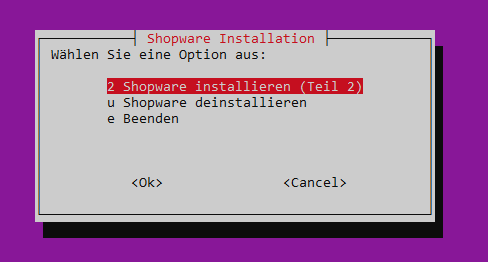 Shopware Installation
Wählen Sie eine Option aus:
2 Shopware installieren (Teil 2)
u Shopware deinstallieren
e Beenden
<Ok> <Cancel>